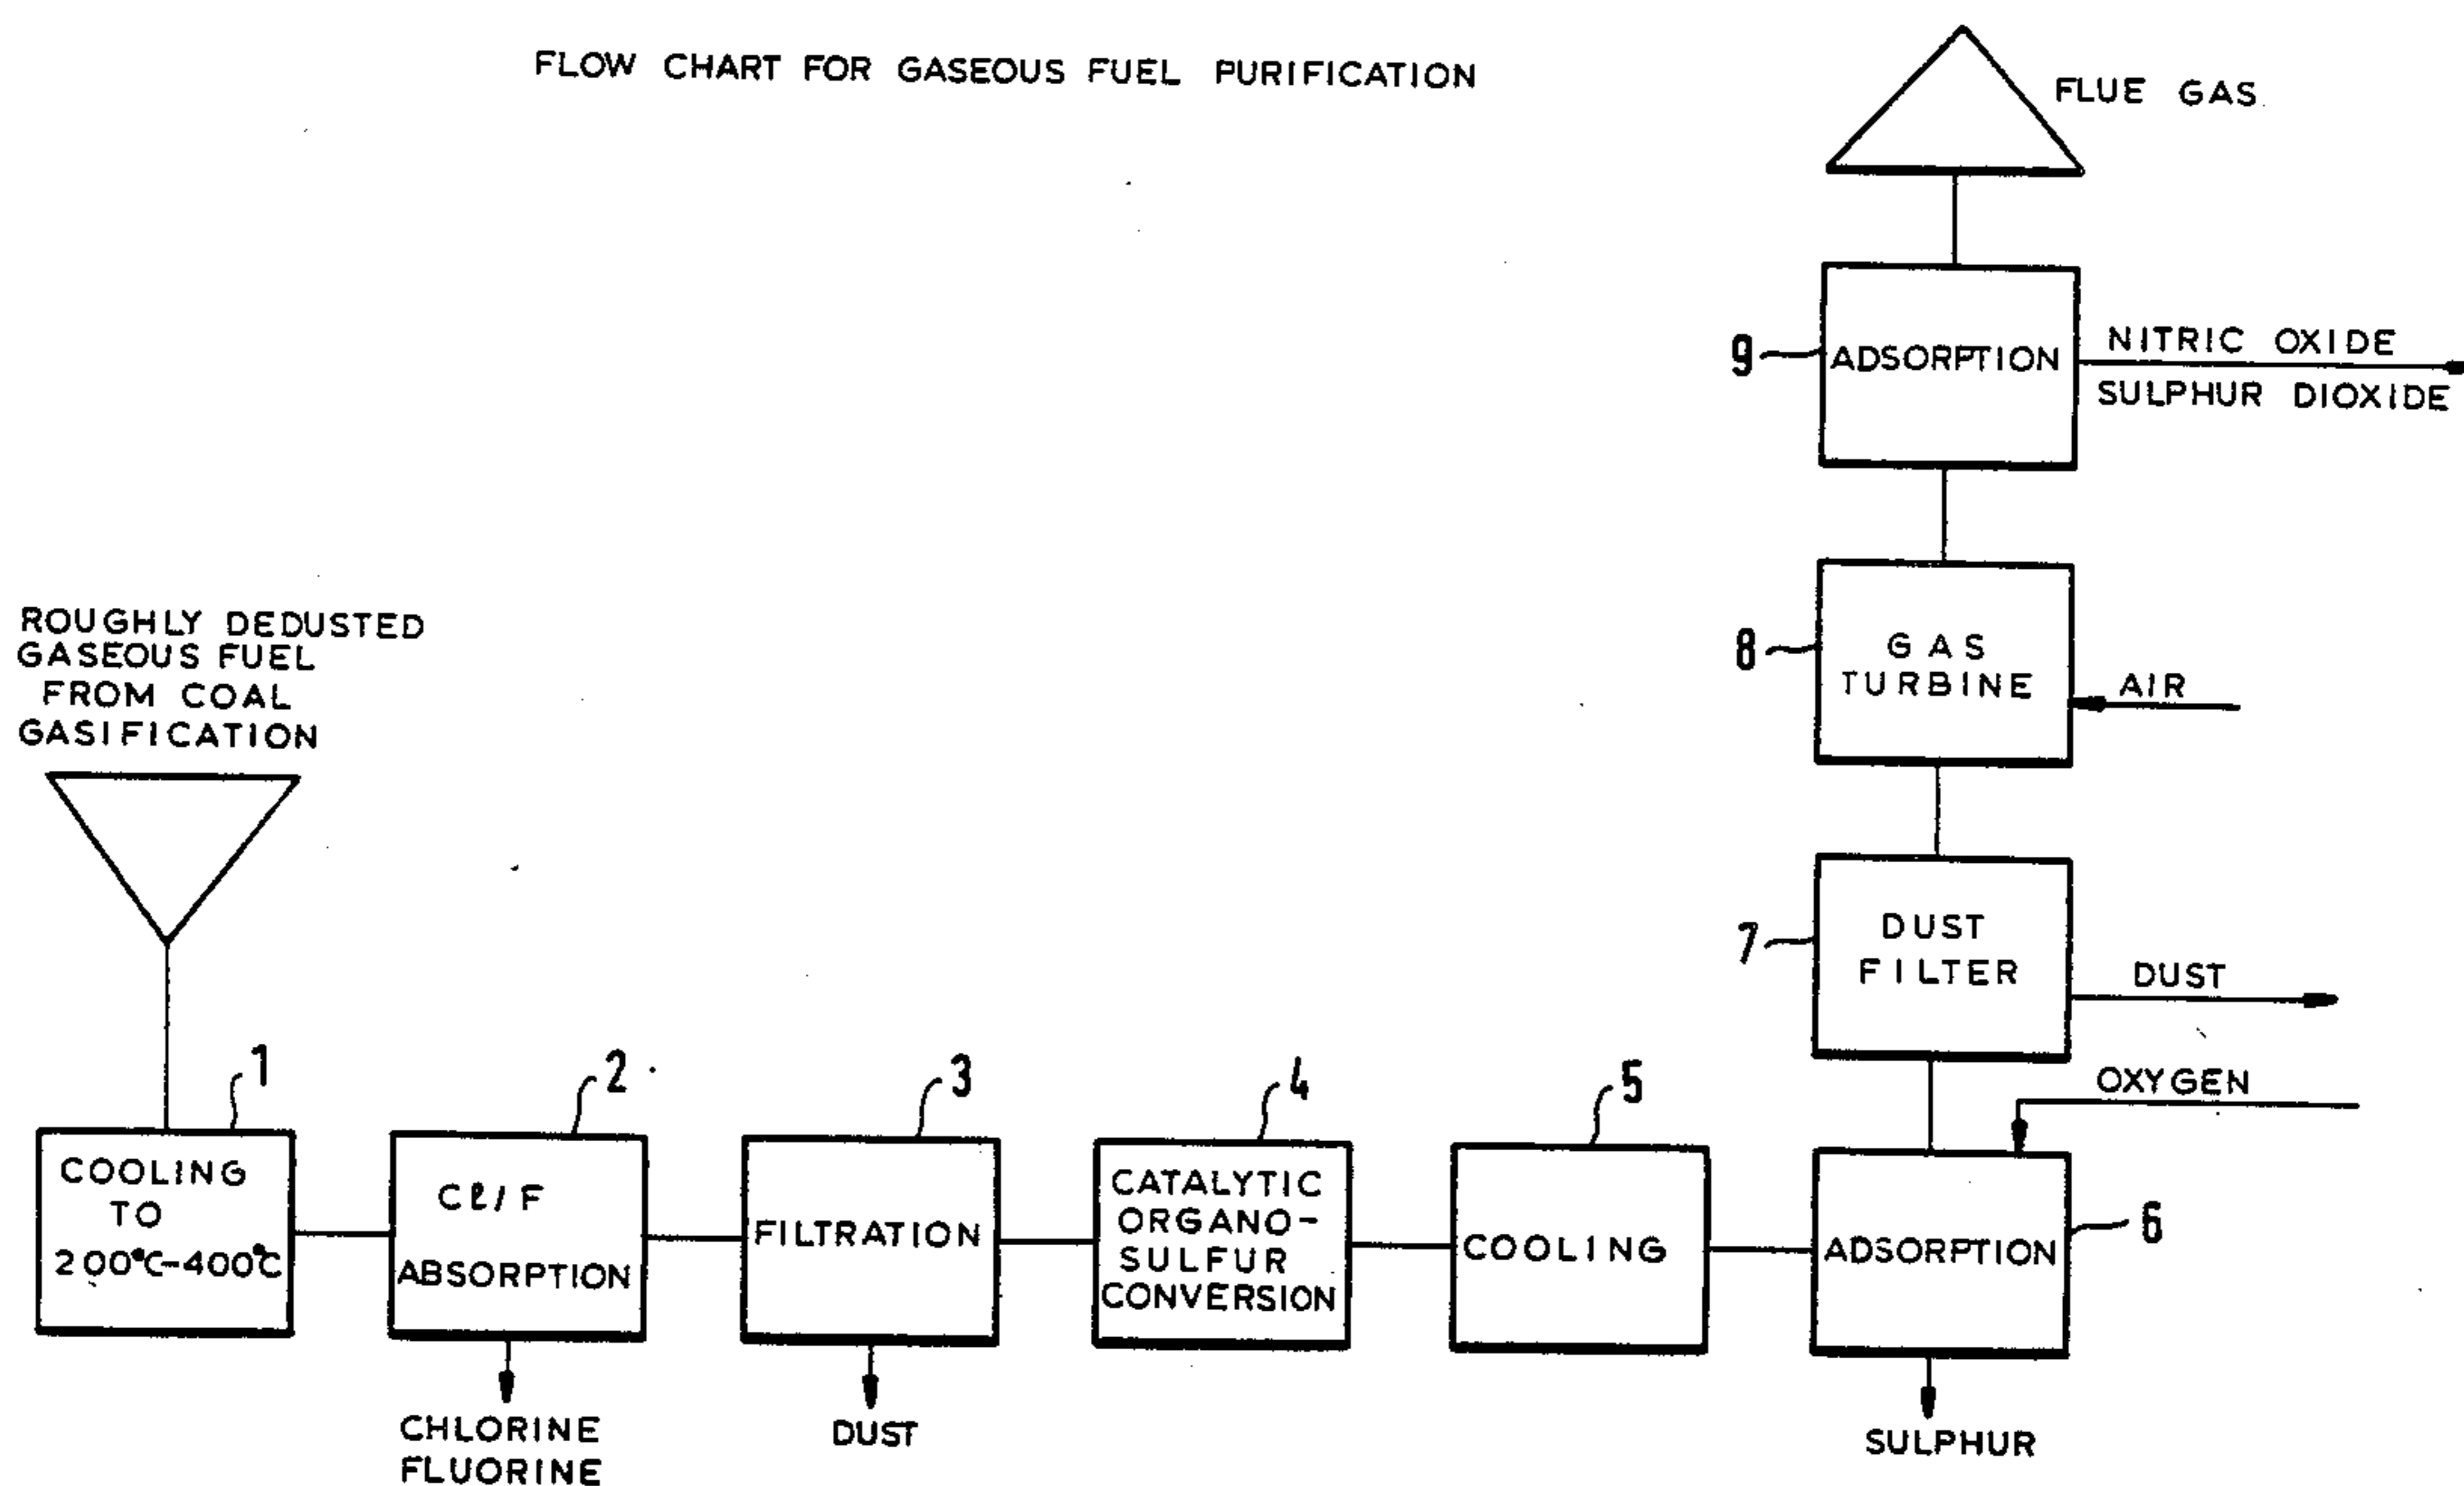 FLOW CHART FOR GASEOUS FUEL PURIFICATION
FLUE GAS
9
ADSORPTION
NITRIC OXIDE
SULPHUR DIOXIDE
8
GAS
TURBINE
AIR
7
DUST
FILTER
DUST
OXYGEN
ROUGHLY DEDUSTED
GASEOUS FUEL
FROM COAL
GASIFICATION
1
COOLING
TO
200°C-400°C
2
Cl/F
ABSORPTION
CHLORINE
FLUORINE
3
FILTRATION
DUST
4
CATALYTIC
ORGANO-
SULFUR
CONVERSION
5
COOLING
6
ADSORPTION
SULPHUR